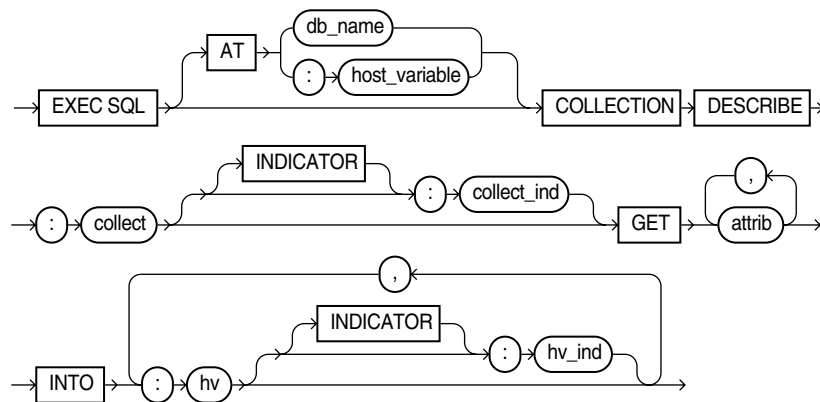 db_name
AT
: host_variable
EXEC SQL COLLECTION DESCRIBE
INDICATOR ,
: collect : collect_ind GET attrib
,
INDICATOR
INTO : hv : hv_ind